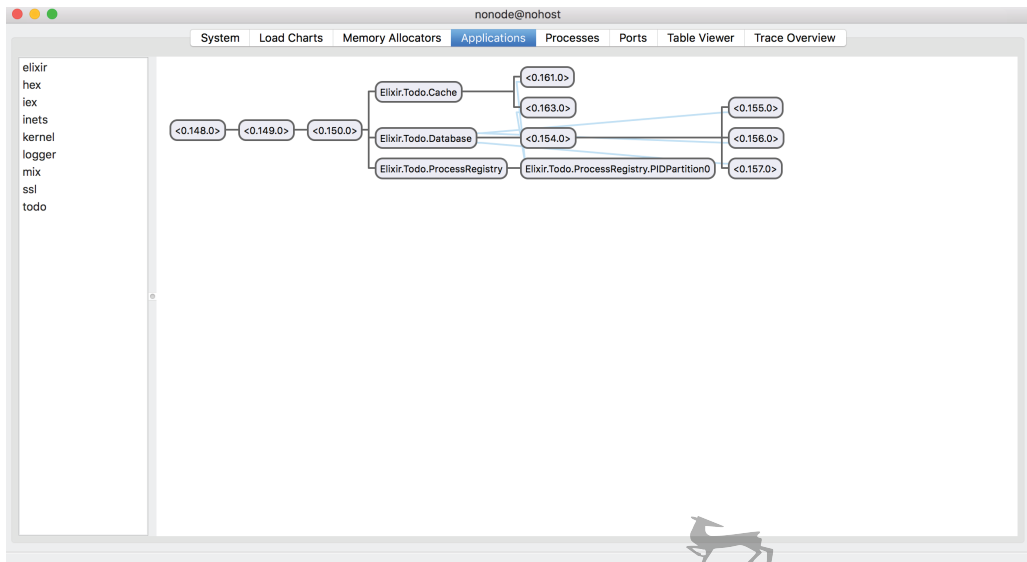 nonode@nohost
System Load Charts Memory Allocators Applications Processes Ports Table Viewer Trace Overview
elixir
hex
iex
inets
kernel
logger
mix
ssl
todo
<0.148.0>
<0.149.0>
<0.150.0>
Elixir.Todo.Cache
Elixir.Todo.Database
Elixir.Todo.ProcessRegistry
<0.161.0>
<0.163.0>
<0.154.0>
Elixir.Todo.ProcessRegistry.PIDPartition0
<0.155.0>
<0.156.0>
<0.157.0>